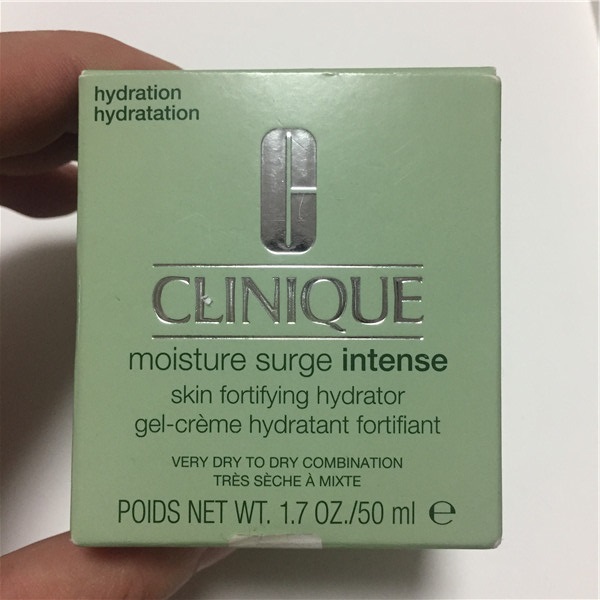 hydration
hydratation
CLINIQUE
moisture surge intense
skin fortifying hydrator
gel-crème hydratant fortifiant
VERY DRY TO DRY COMBINATION
TRÈS SÈCHE À MIXTE
POIDS NET WT. 1.7 OZ./50 ml ℮